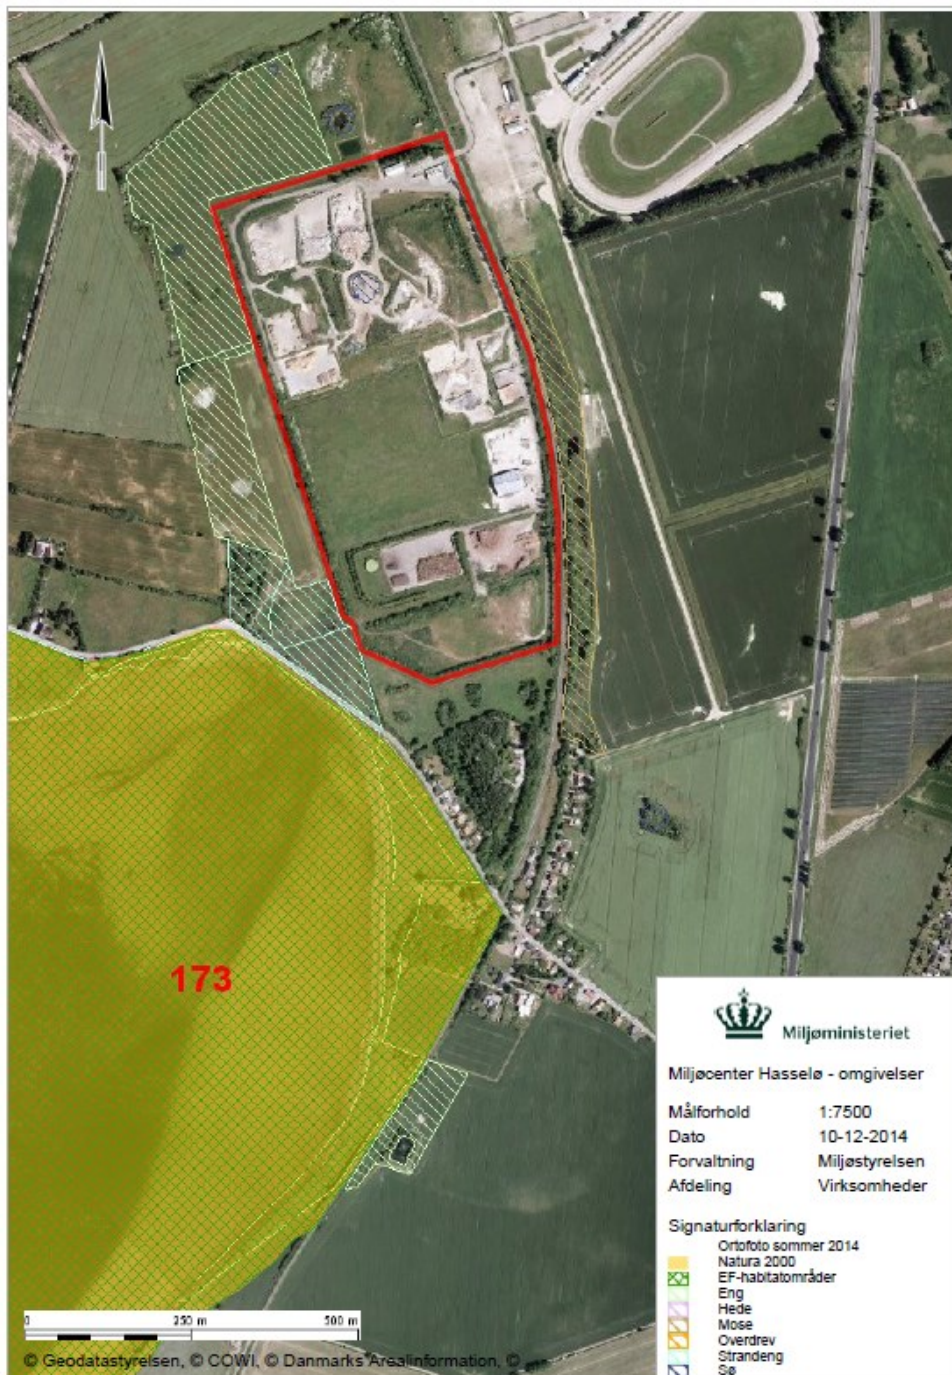 173
Miljøministeriet
Miljøcenter Hasselø - omgivelser
Målforhold 1:7500
Dato 10-12-2014
Forvaltning Miljøstyrelsen
Afdeling Virksomheder
Signaturforklaring
Ortofoto sommer 2014
Natura 2000
EF-habitatområder
Eng
Hede
Mose
Overdrev
Strandeng
Sø
0 250 m 500 m
© Geodatastyrelsen, © COWI, © Danmarks Arealinformation, ©